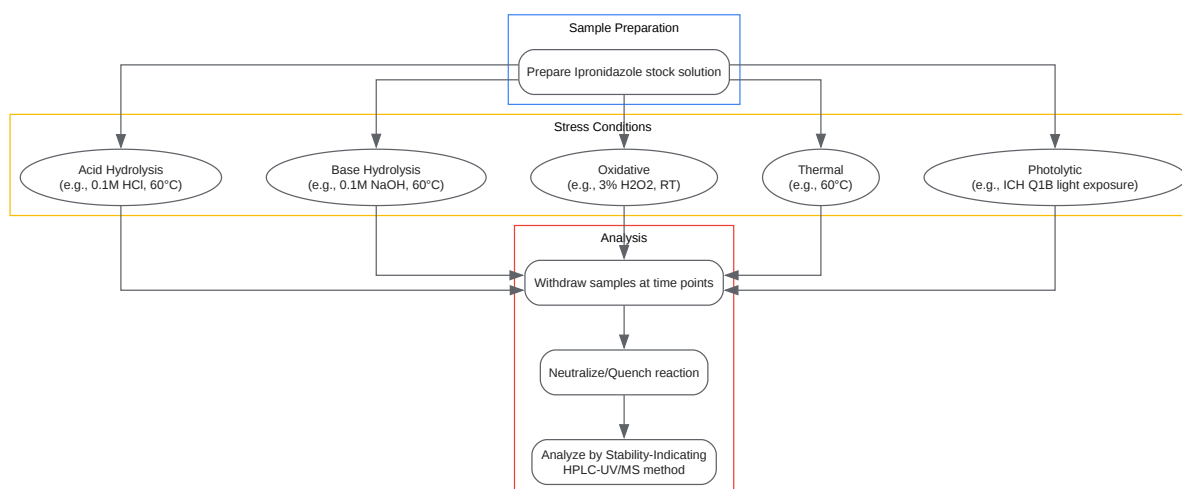 Sample Preparation
Prepare Ipronidazole stock solution
Stress Conditions
Acid Hydrolysis
(e.g., 0.1M HCl, 60°C)
Base Hydrolysis
(e.g., 0.1M NaOH, 60°C)
Oxidative
(e.g., 3% H2O2, RT)
Thermal
(e.g., 60°C)
Photolytic
(e.g., ICH Q1B light exposure)
Analysis
Withdraw samples at time points
Neutralize/Quench reaction
Analyze by Stability-Indicating
HPLC-UV/MS method